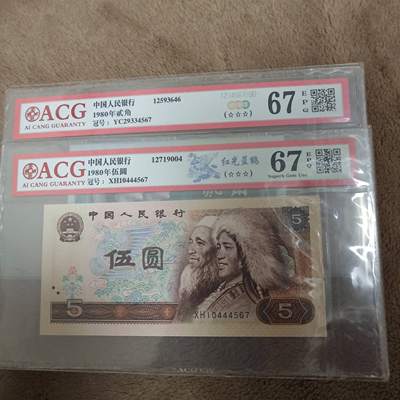 ACG
AI CANG GUARANTY
中国人民银行 12593646
1980年贰角
冠号：YC29334567
(☆☆☆)
67 EPG
ACG
AI CANG GUARANTY
中国人民银行 12719004
1980年伍圆
冠号：XH10444567
红光蓝鹤
(☆☆☆)
67 EPQ
Superb Gem Unc
中国人民银行
5
伍圆
XH10444567
5
5